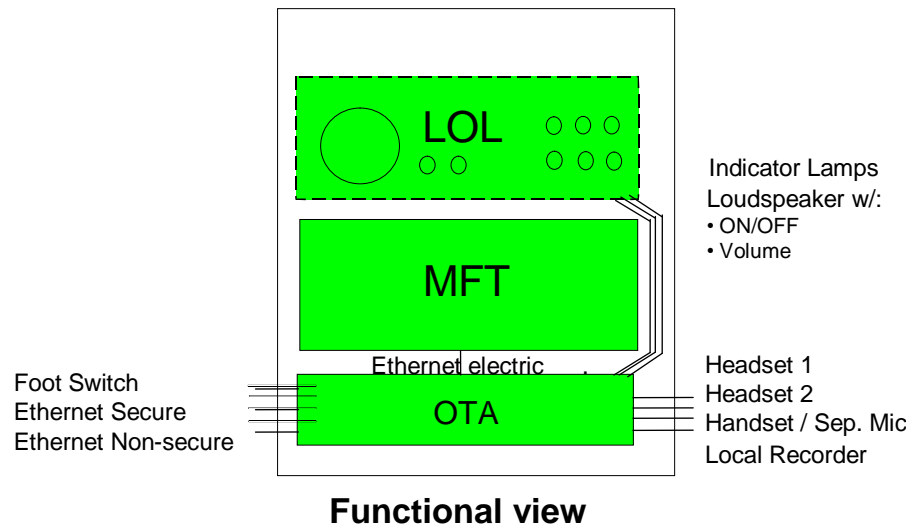 LOL
Indicator Lamps
Loudspeaker w/:
• ON/OFF
• Volume
MFT
Ethernet electric
Foot Switch
Ethernet Secure
Ethernet Non-secure
OTA
Headset 1
Headset 2
Handset / Sep. Mic
Local Recorder
Functional view